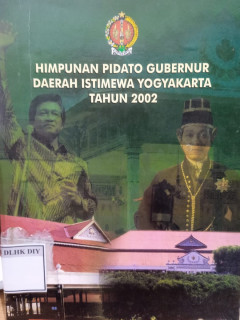 HIMPUNAN PIDATO GUBERNUR
DAERAH ISTIMEWA YOGYAKARTA
TAHUN 2002
DLHK DIY